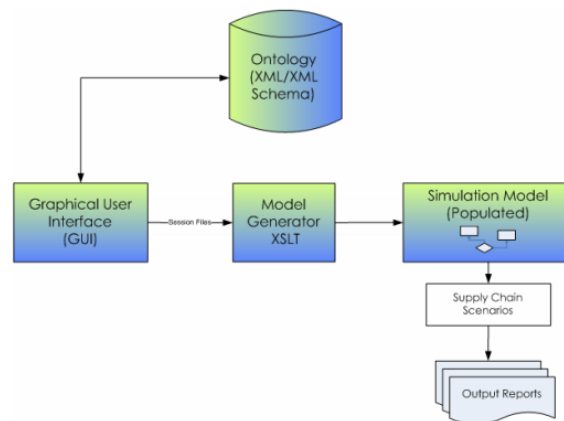 Ontology
(XML/XML
Schema)
Graphical User
Interface
(GUI)
Session Files
Model
Generator
XSLT
Simulation Model
(Populated)
Supply Chain
Scenarios
Output Reports